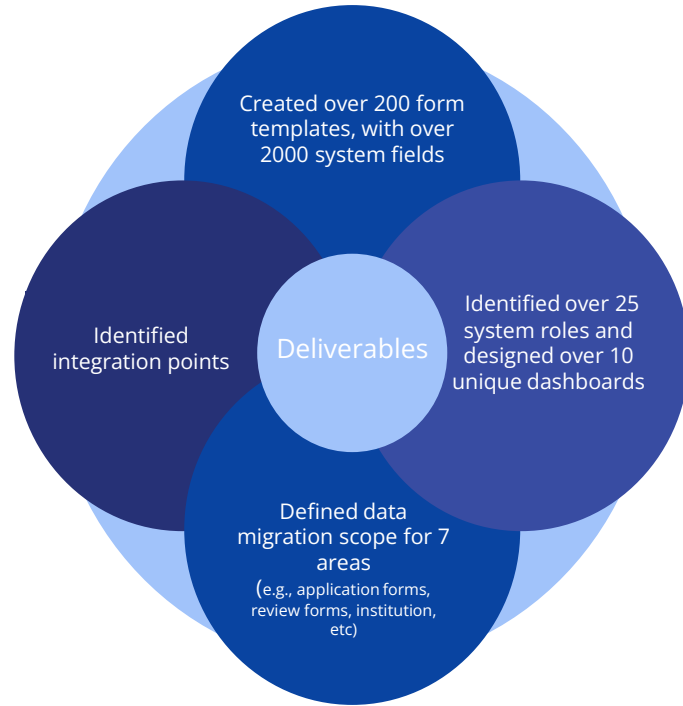 Created over 200 form
templates, with over
2000 system fields
Identified
integration points
Deliverables
Identified over 25
system roles and
designed over 10
unique dashboards
Defined data
migration scope for 7
areas
(e.g., application forms,
review forms, institution,
etc)